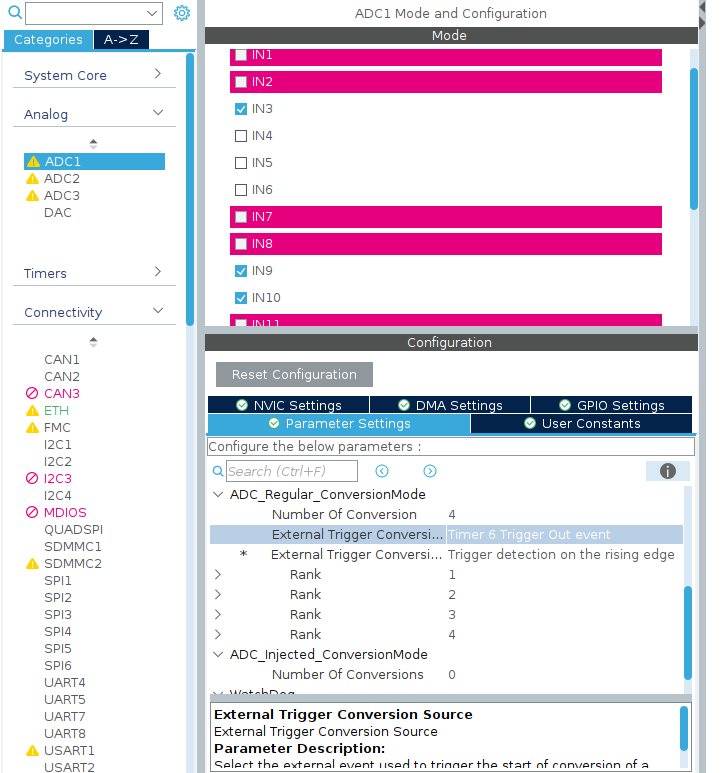 Categories
A->Z
System Core
Analog
ADC1
ADC2
ADC3
DAC
Timers
Connectivity
CAN1
CAN2
CAN3
ETH
FMC
I2C1
I2C2
I2C3
I2C4
MDIOS
QUADSPI
SDMMC1
SDMMC2
SPI1
SPI2
SPI3
SPI4
SPI5
SPI6
UART4
UART5
UART7
UART8
USART1
USART2
ADC1 Mode and Configuration
Mode
IN1
IN2
IN3
IN4
IN5
IN6
IN7
IN8
IN9
IN10
IN11
Configuration
Reset Configuration
NVIC Settings
DMA Settings
GPIO Settings
Parameter Settings
User Constants
Configure the below parameters :
Search (Ctrl+F)
ADC_Regular_ConversionMode
Number Of Conversion 4
External Trigger Conversi... Timer 6 Trigger Out event
* External Trigger Conversi... Trigger detection on the rising edge
Rank 1
Rank 2
Rank 3
Rank 4
ADC_Injected_ConversionMode
Number Of Conversions 0
WatchDog
External Trigger Conversion Source
External Trigger Conversion Source
Parameter Description:
Select the external event used to trigger the start of conversion of a